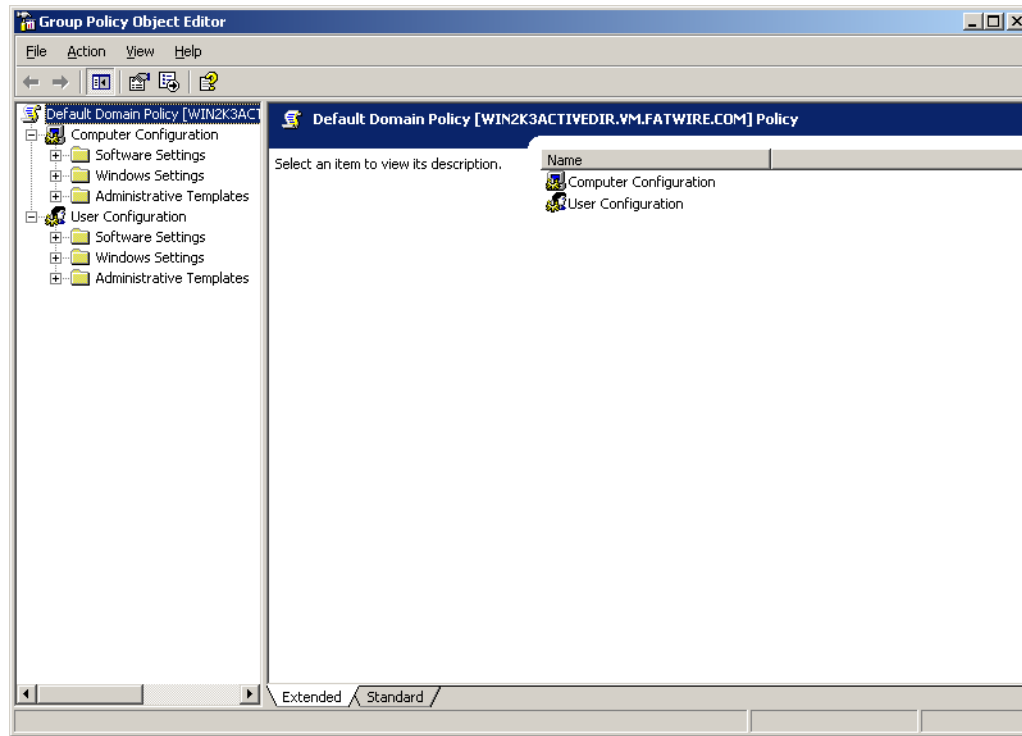 Group Policy Object Editor
File Action View Help
Default Domain Policy [WIN2K3ACT
Computer Configuration
Software Settings
Windows Settings
Administrative Templates
User Configuration
Software Settings
Windows Settings
Administrative Templates
Default Domain Policy [WIN2K3ACTIVEDIR.VM.FATWIRE.COM] Policy
Select an item to view its description.
Name
Computer Configuration
User Configuration
Extended Standard